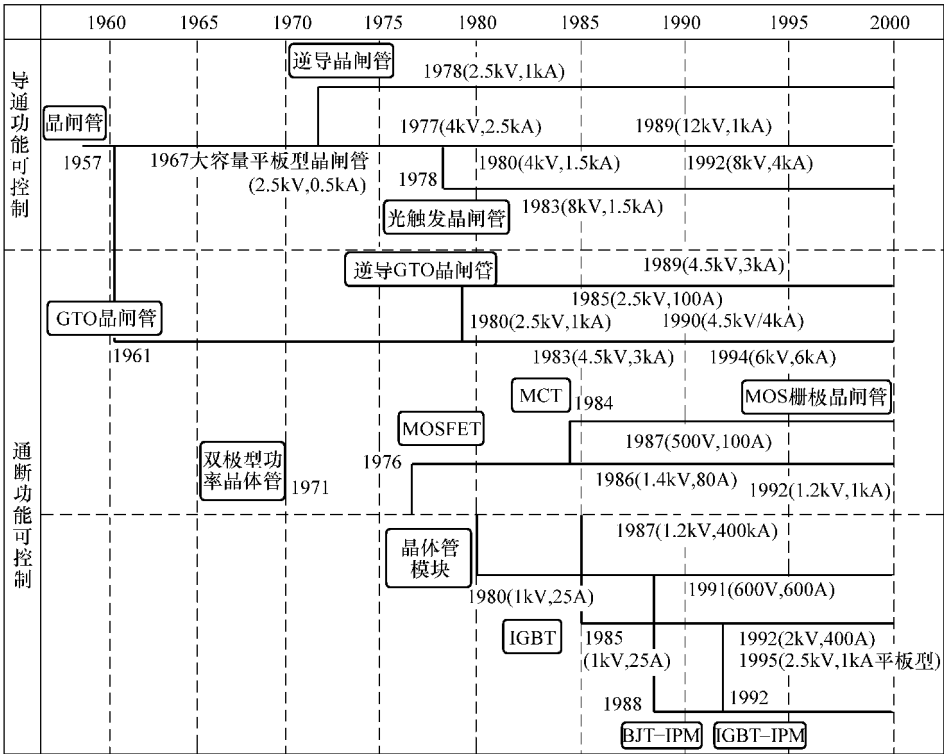 1960 1965 1970 1975 1980 1985 1990 1995 2000
导通功能可控制
逆导晶闸管
1978(2.5kV,1kA)
晶闸管
1977(4kV,2.5kA)
1989(12kV,1kA)
1957
1967大容量平板型晶闸管
(2.5kV,0.5kA)
1978
1980(4kV,1.5kA)
1992(8kV,4kA)
光触发晶闸管
1983(8kV,1.5kA)
通断功能可控制
逆导GTO晶闸管
1989(4.5kV,3kA)
1985(2.5kV,100A)
GTO晶闸管
1980(2.5kV,1kA)
1990(4.5kV/4kA)
1961
1983(4.5kV,3kA)
1994(6kV,6kA)
MCT
1984
MOS栅极晶闸管
MOSFET
1987(500V,100A)
双极型功
率晶体管
1971
1976
1986(1.4kV,80A)
1992(1.2kV,1kA)
晶体管
模块
1987(1.2kV,400kA)
1980(1kV,25A)
1991(600V,600A)
IGBT
1985
(1kV,25A)
1992(2kV,400A)
1995(2.5kV,1kA平板型)
1988
1992
BJT-IPM
IGBT-IPM